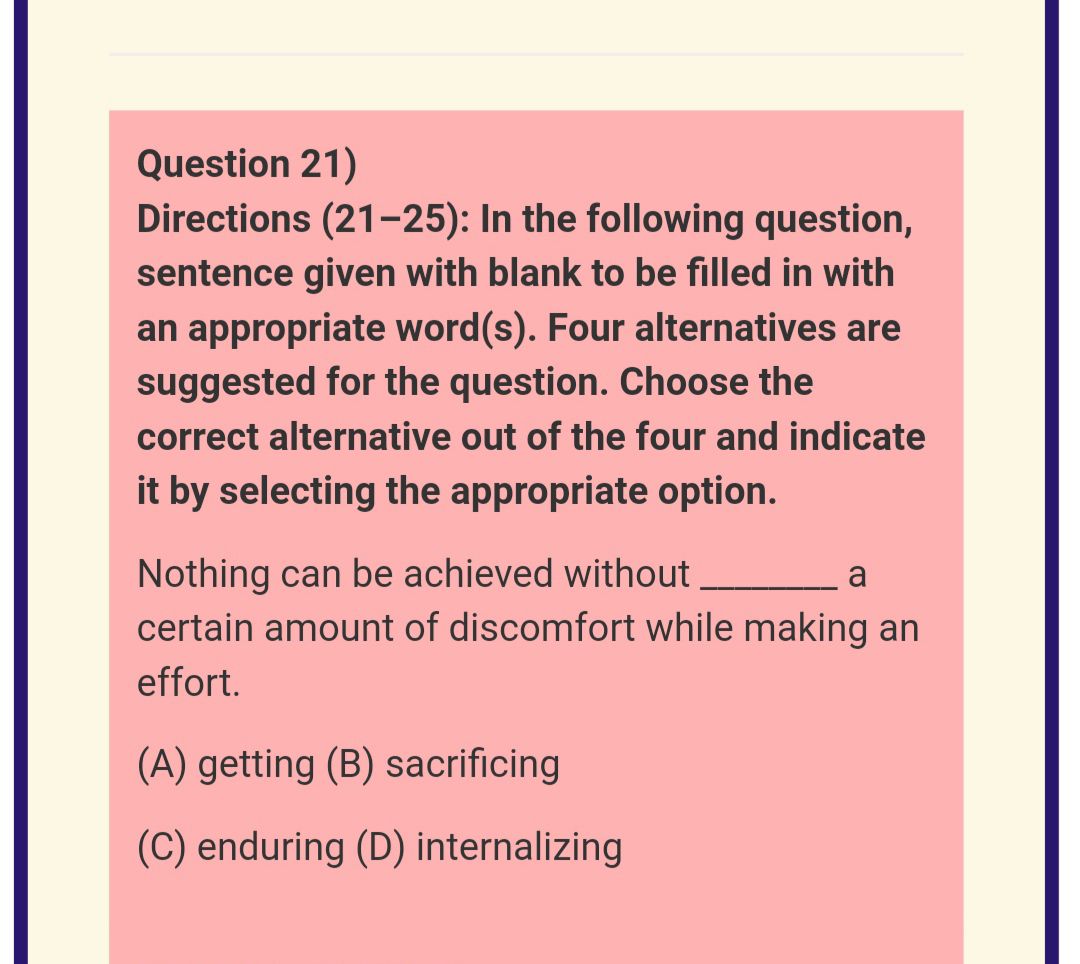 Question 21)
Directions (21–25): In the following question,
sentence given with blank to be filled in with
an appropriate word(s). Four alternatives are
suggested for the question. Choose the
correct alternative out of the four and indicate
it by selecting the appropriate option.
Nothing can be achieved without ________ a
certain amount of discomfort while making an
effort.
(A) getting (B) sacrificing
(C) enduring (D) internalizing